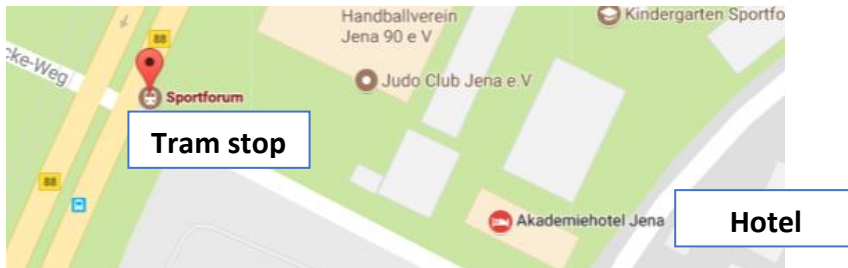 Handballverein
Jena 90 e V
Kindergarten Sportfo
88
cke-Weg
Judo Club Jena e.V
Sportforum
Tram stop
88
Akademiehotel Jena
Hotel